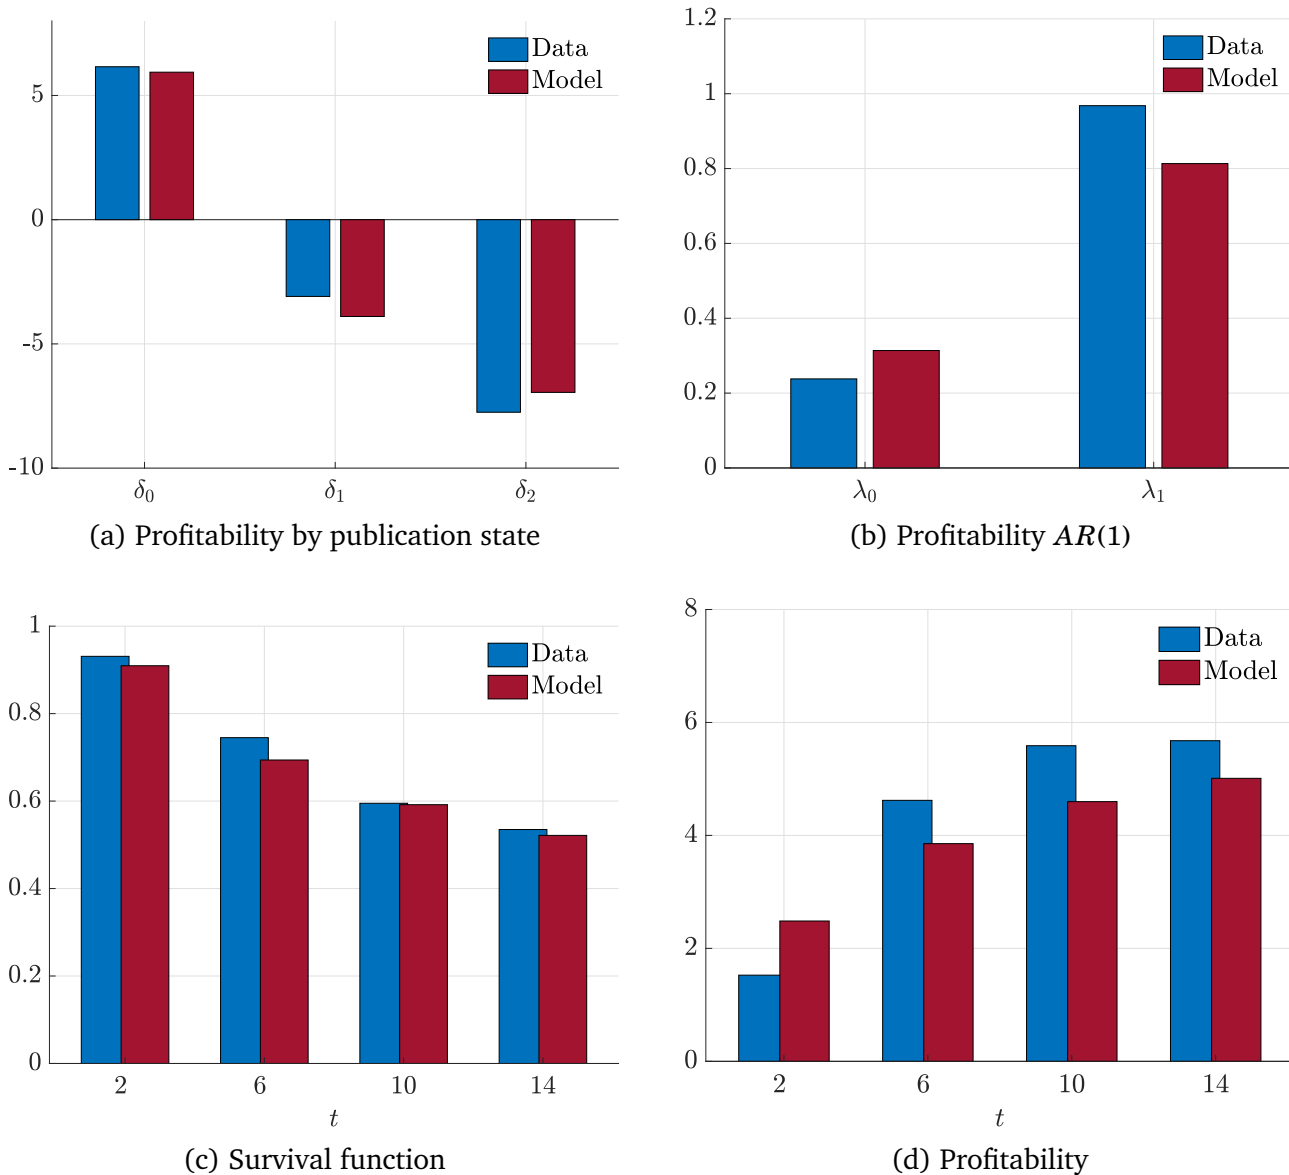 Data
Model
5
0
-5
-10
δ0
δ1
δ2
(a) Profitability by publication state
1.2
Data
Model
1
0.8
0.6
0.4
0.2
0
λ0
λ1
(b) Profitability AR(1)
1
Data
Model
0.8
0.6
0.4
0.2
0
2 6 10 14
t
(c) Survival function
8
Data
Model
6
4
2
0
2 6 10 14
t
(d) Profitability